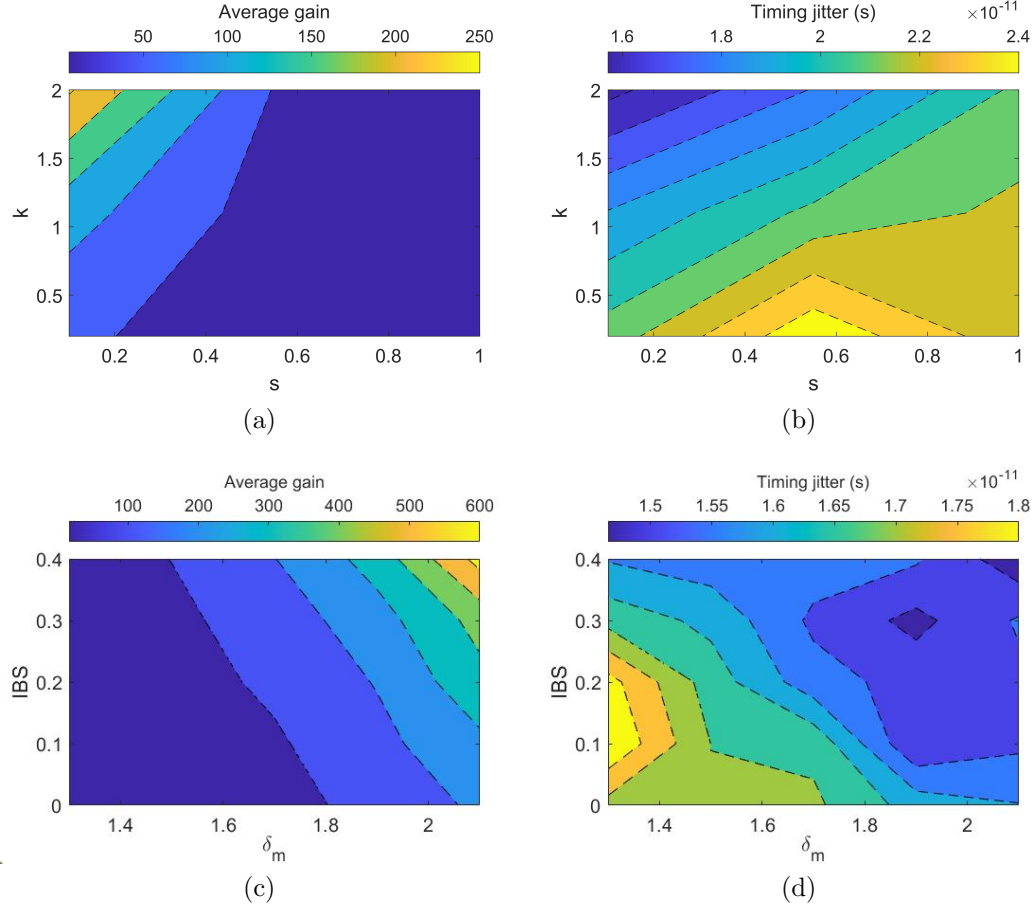 Average gain
50 100 150 200 250
2
1.5
1
0.5
k
0.2 0.4 0.6 0.8 1
s
(a)
Timing jitter (s) ×10⁻¹¹
1.6 1.8 2 2.2 2.4
2
1.5
1
0.5
k
0.2 0.4 0.6 0.8 1
s
(b)
Average gain
100 200 300 400 500 600
0.4
0.3
0.2
0.1
0
IBS
1.4 1.6 1.8 2
δm
(c)
Timing jitter (s) ×10⁻¹¹
1.5 1.55 1.6 1.65 1.7 1.75 1.8
0.4
0.3
0.2
0.1
0
IBS
1.4 1.6 1.8 2
δm
(d)